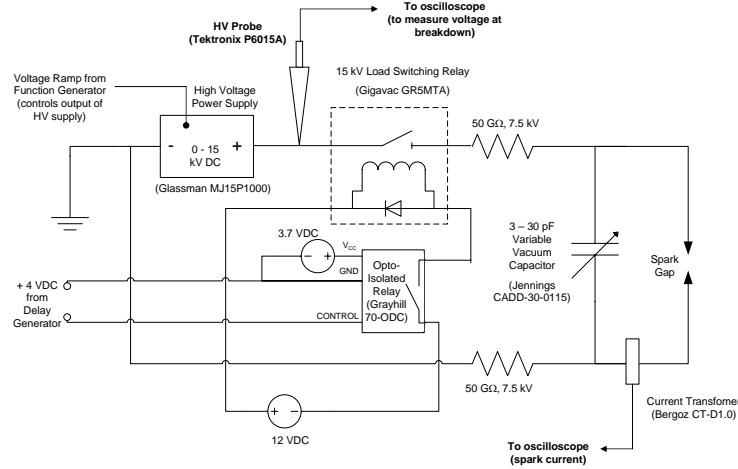 To oscilloscope
(to measure voltage at
breakdown)
HV Probe
(Tektronix P6015A)
15 kV Load Switching Relay
(Gigavac GR5MTA)
Voltage Ramp from
Function Generator
(controls output of
HV supply)
High Voltage
Power Supply
50 GΩ, 7.5 kV
- +
0 - 15
kV DC
(Glassman MJ15P1000)
3.7 VDC
- +
VCC
GND
Opto-
Isolated
Relay
(Grayhill
70-ODC)
CONTROL
3 – 30 pF
Variable
Vacuum
Capacitor
(Jennings
CADD-30-0115)
Spark
Gap
+ 4 VDC
from
Delay
Generator
50 GΩ, 7.5 kV
+ -
12 VDC
Current Transfomer
(Bergoz CT-D1.0)
To oscilloscope
(spark current)